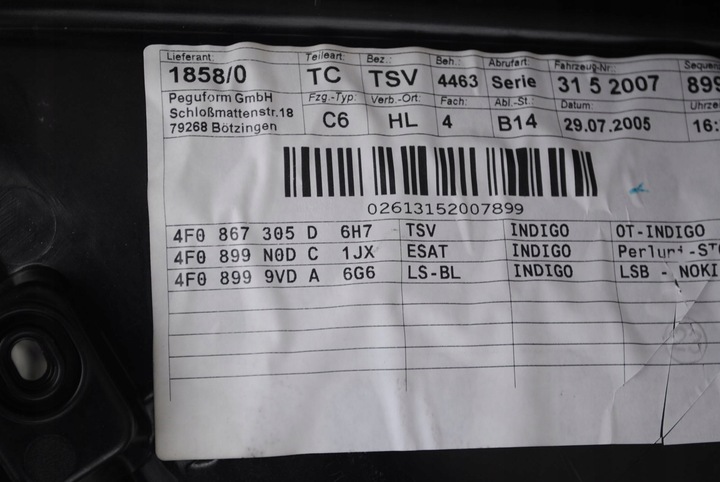 Lieferant: Teileart: Bez.: Beh.: Abrufart: Fahrzeug-Nr.:
1858/0 TC TSV 4463 Serie 31 5 2007 899
Peguform GmbH Fzg.-Typ: Verb.-Ort: Fach: Abl.-St.: Datum:
Schloßmattenstr.18 C6 HL 4 B14 29.07.2005 16:
79268 Bötzingen
02613152007899
4F0 867 305 D 6H7 TSV INDIGO OT-INDIGO
4F0 899 N0D C 1JX ESAT INDIGO
4F0 899 9VD A 6G6 LS-BL INDIGO LSB - NOKI
23